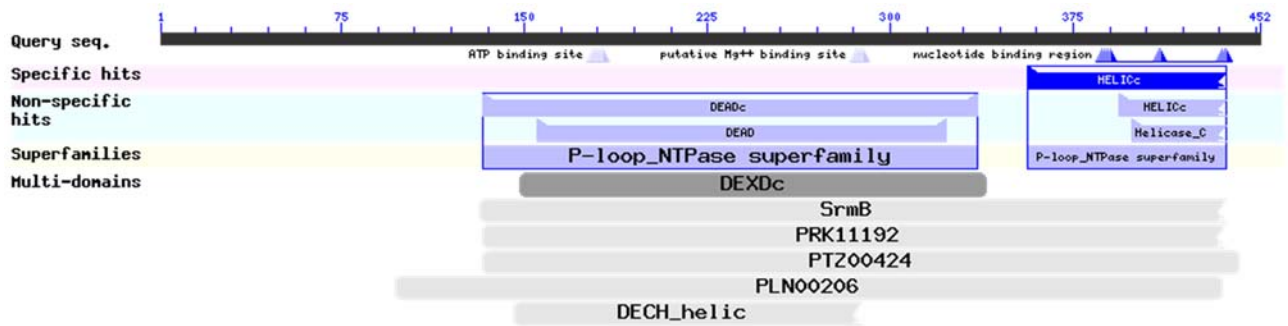 1 75 150 225 300 375 452
Query seq.
ATP binding site putative Mg++ binding site nucleotide binding region
Specific hits HELICc
Non-specific hits DEADc HELICc
DEAD Helicase_C
Superfamilies P-loop_NTPase superfamily P-loop_NTPase superfamily
Multi-domains DEXDc
SrmB
PRK11192
PTZ00424
PLN00206
DECH_helic